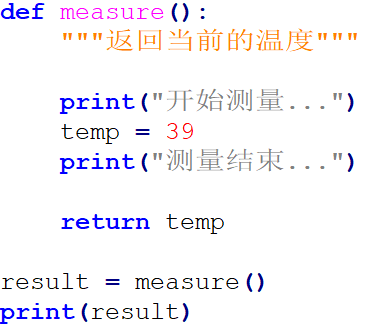 def measure():
    """返回当前的温度"""

    print("开始测量...")
    temp = 39
    print("测量结束...")

    return temp

result = measure()
print(result)